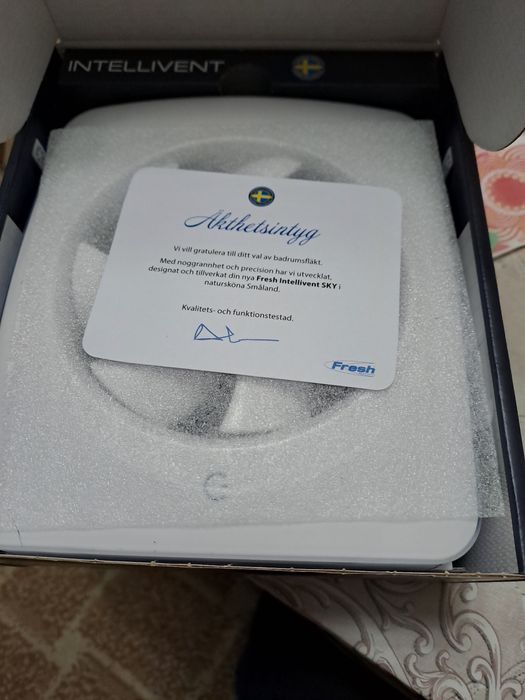 INTELLIVENT
Äkthetsintyg
Vi vill gratulera till ditt val av badrumsfläkt.
Med noggrannhet och precision har vi utvecklat,
designat och tillverkat din nya Fresh Intellivent SKY i
natursköna Småland.
Kvalitets- och funktionstestad.
Fresh